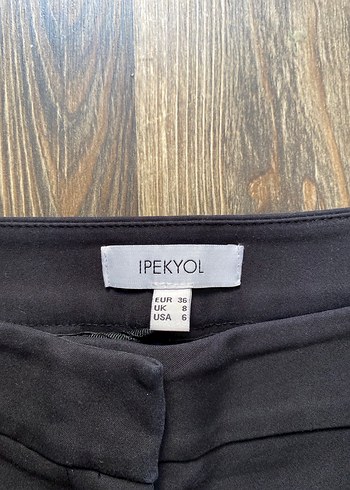 IPEKYOL
EUR 36
UK 8
USA 6